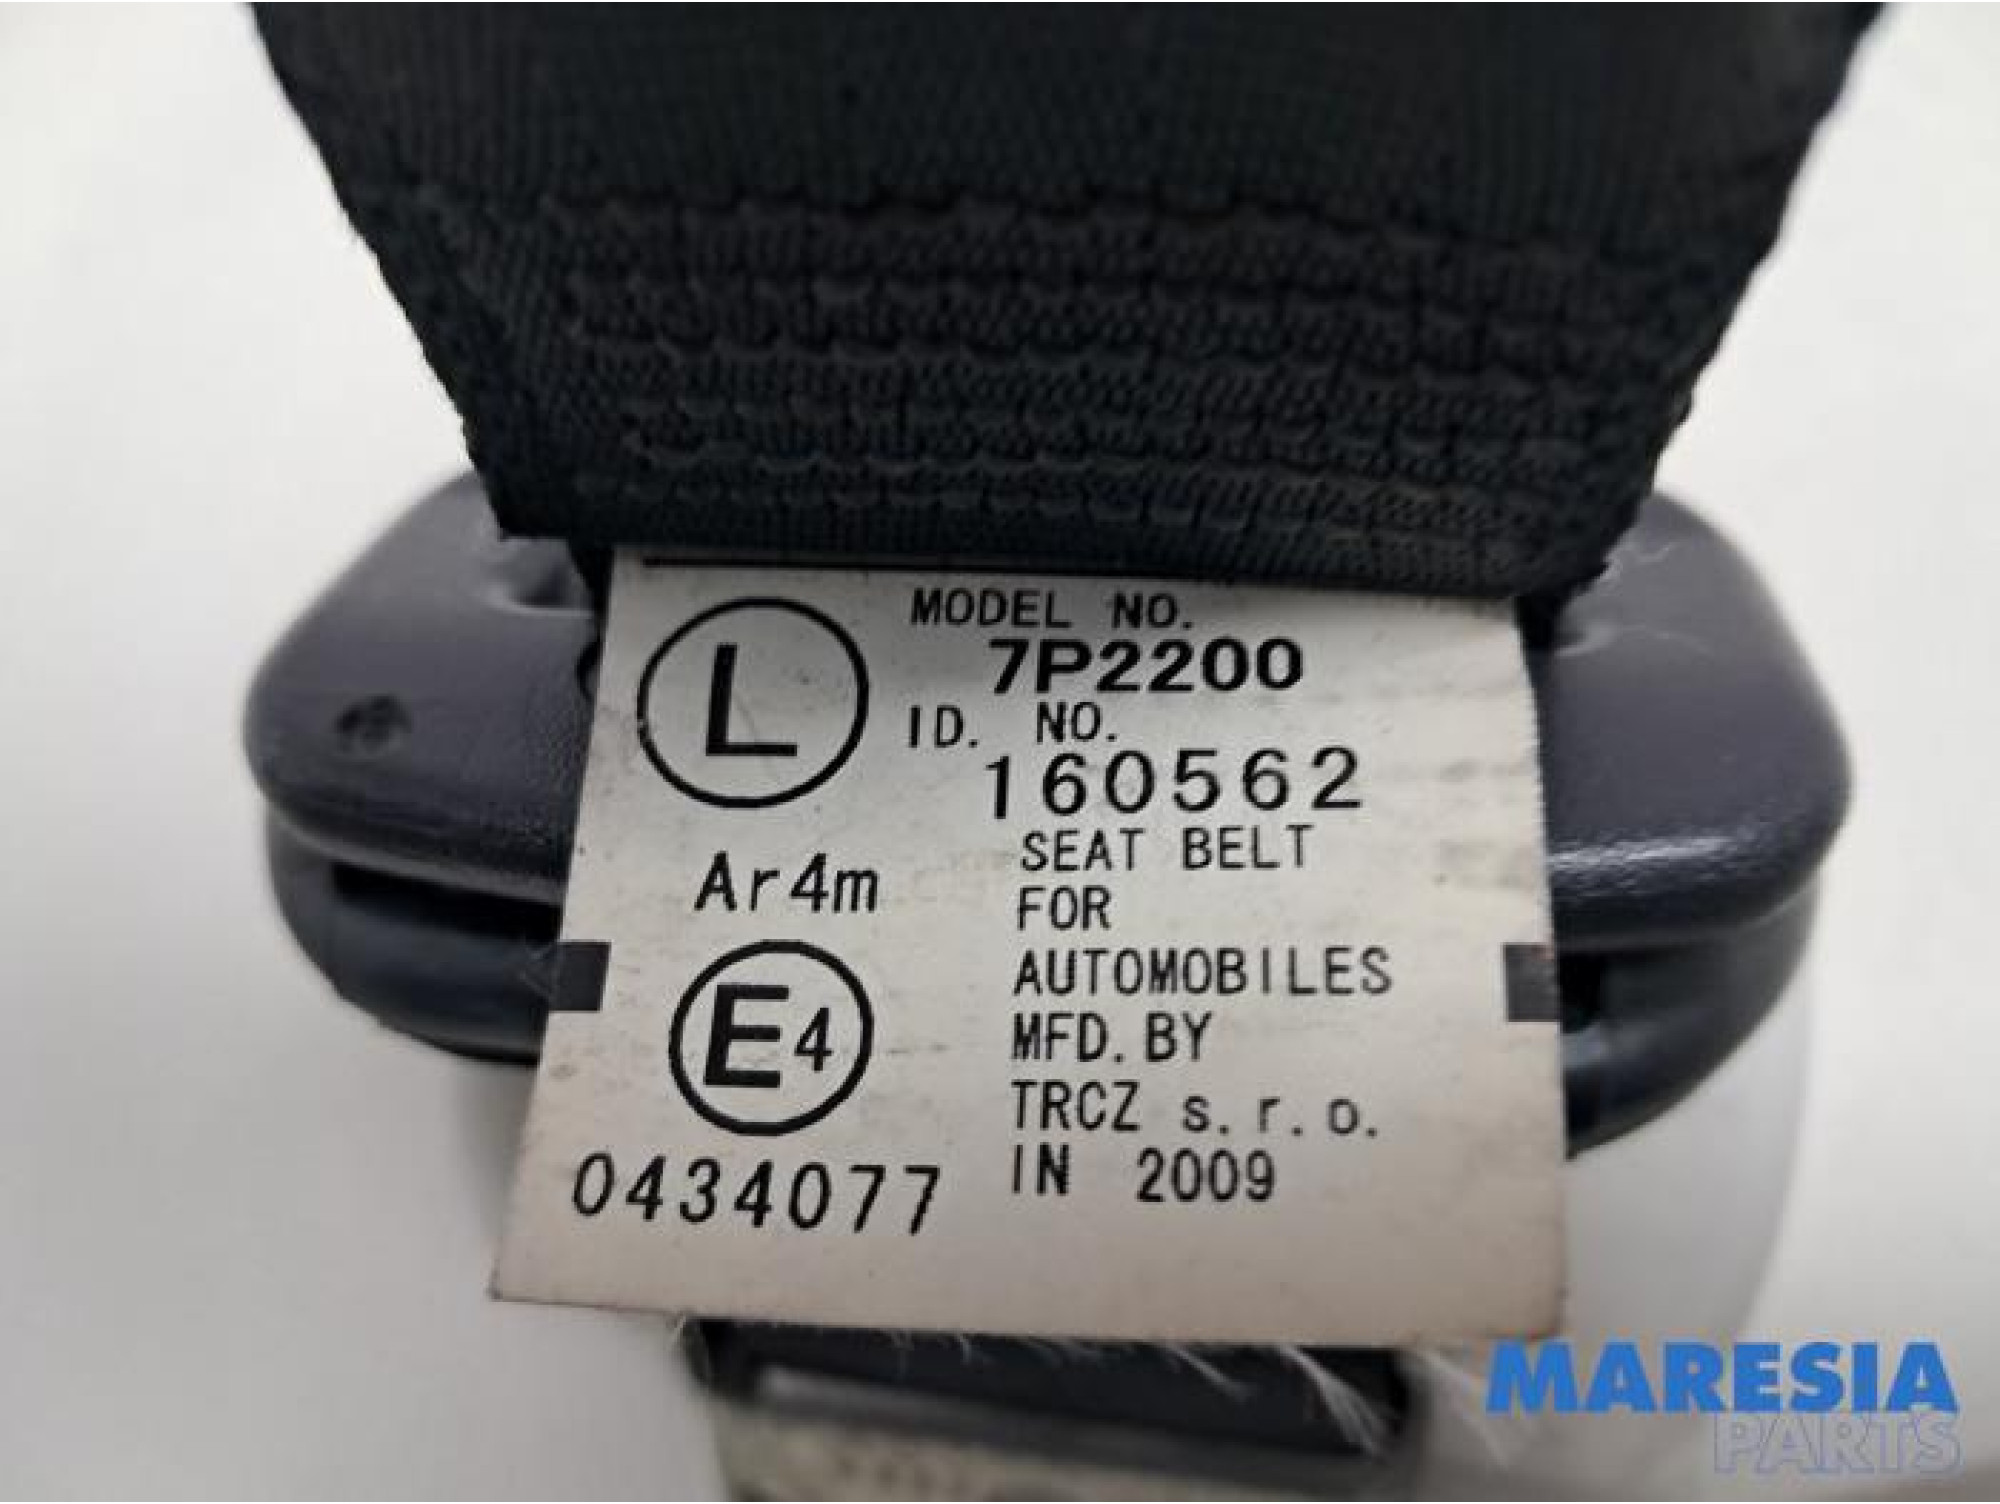 L
MODEL NO.
7P2200
ID. NO.
160562
SEAT BELT
FOR
AUTOMOBILES
MFD. BY
TRCZ s.r.o.
IN 2009
Ar4m
E4
0434077
MARESIA
PARTS